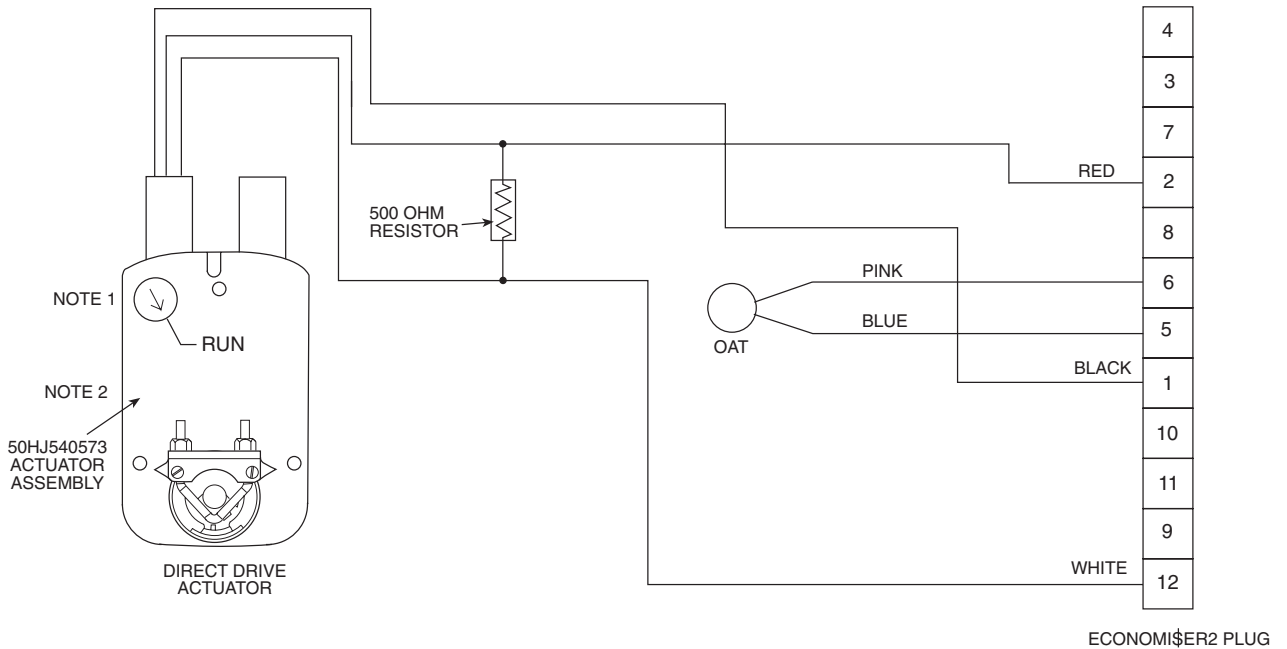 4
3
7
RED
2
500 OHM
RESISTOR
8
PINK
6
NOTE 1
BLUE
5
RUN
OAT
BLACK
1
NOTE 2
10
50HJ540573
ACTUATOR
ASSEMBLY
11
9
DIRECT DRIVE
ACTUATOR
WHITE
12
ECONOMI$ER2 PLUG